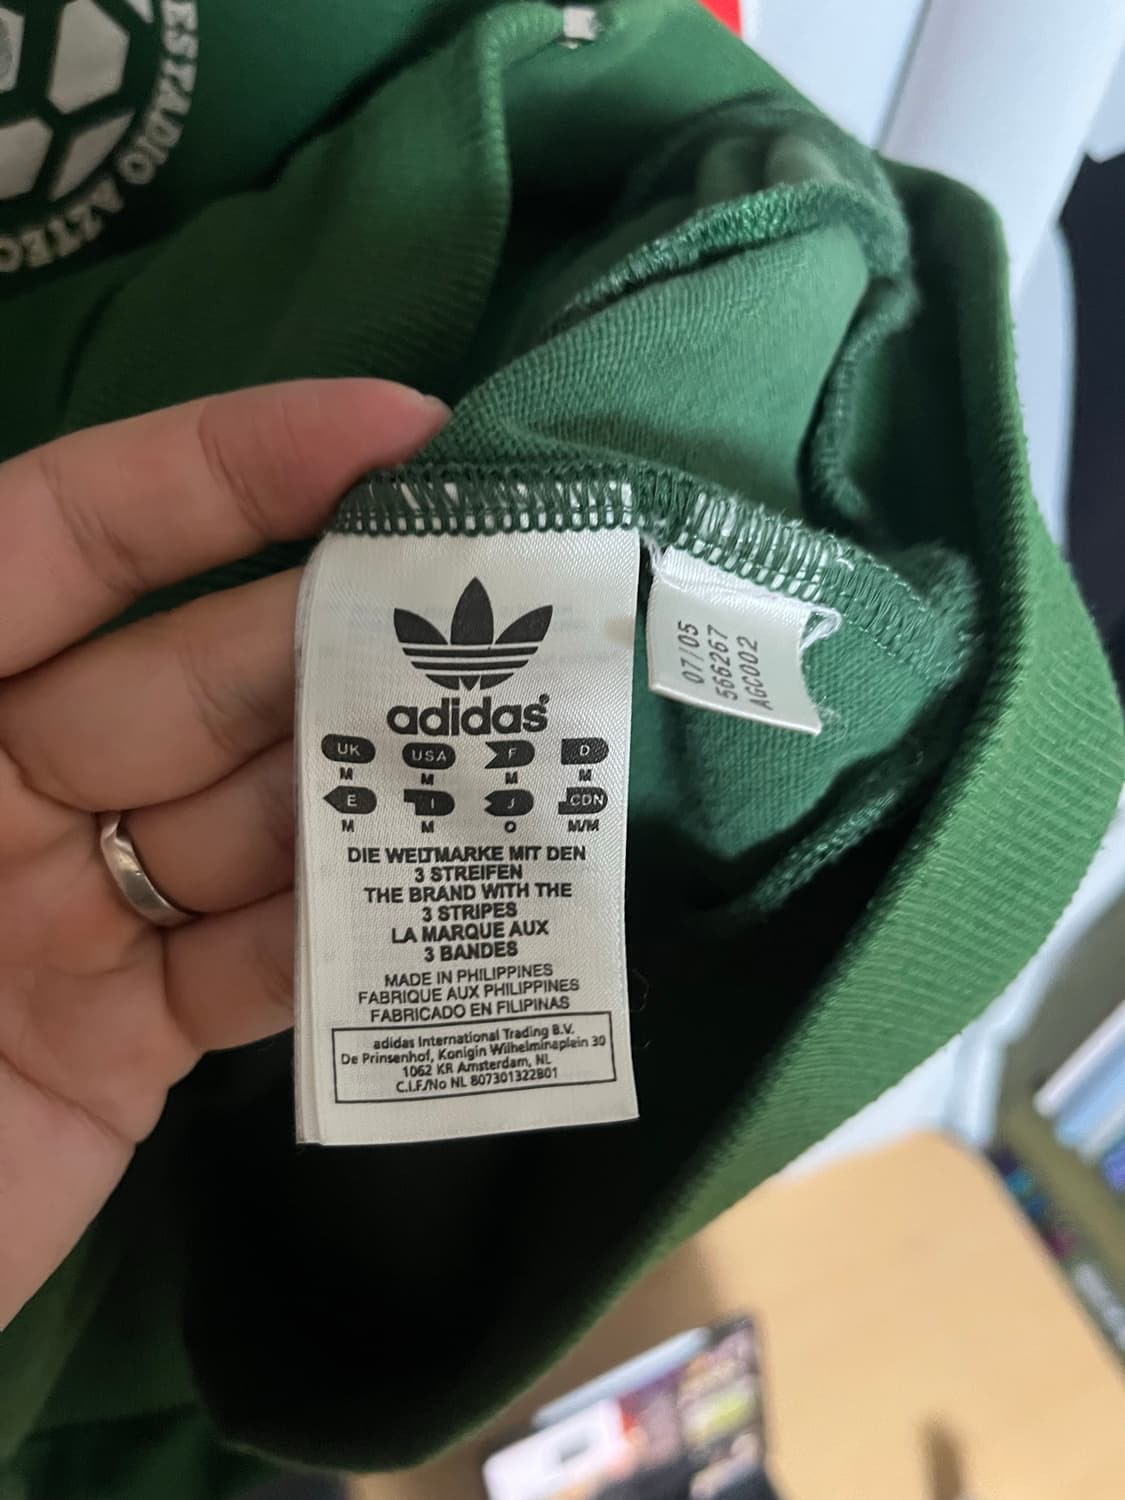 ESTADIO AZTEC
adidas
UK USA F D
M M M M
E I J CDN
M M O M/M
DIE WELTMARKE MIT DEN
3 STREIFEN
THE BRAND WITH THE
3 STRIPES
LA MARQUE AUX
3 BANDES
MADE IN PHILIPPINES
FABRIQUE AUX PHILIPPINES
FABRICADO EN FILIPINAS
adidas International Trading B.V.
De Prinsenhof, Konigin Wilhelminaplein 30
1062 KR Amsterdam, NL
C.I.F./No NL 807301322B01
07/05
566267
AGC002